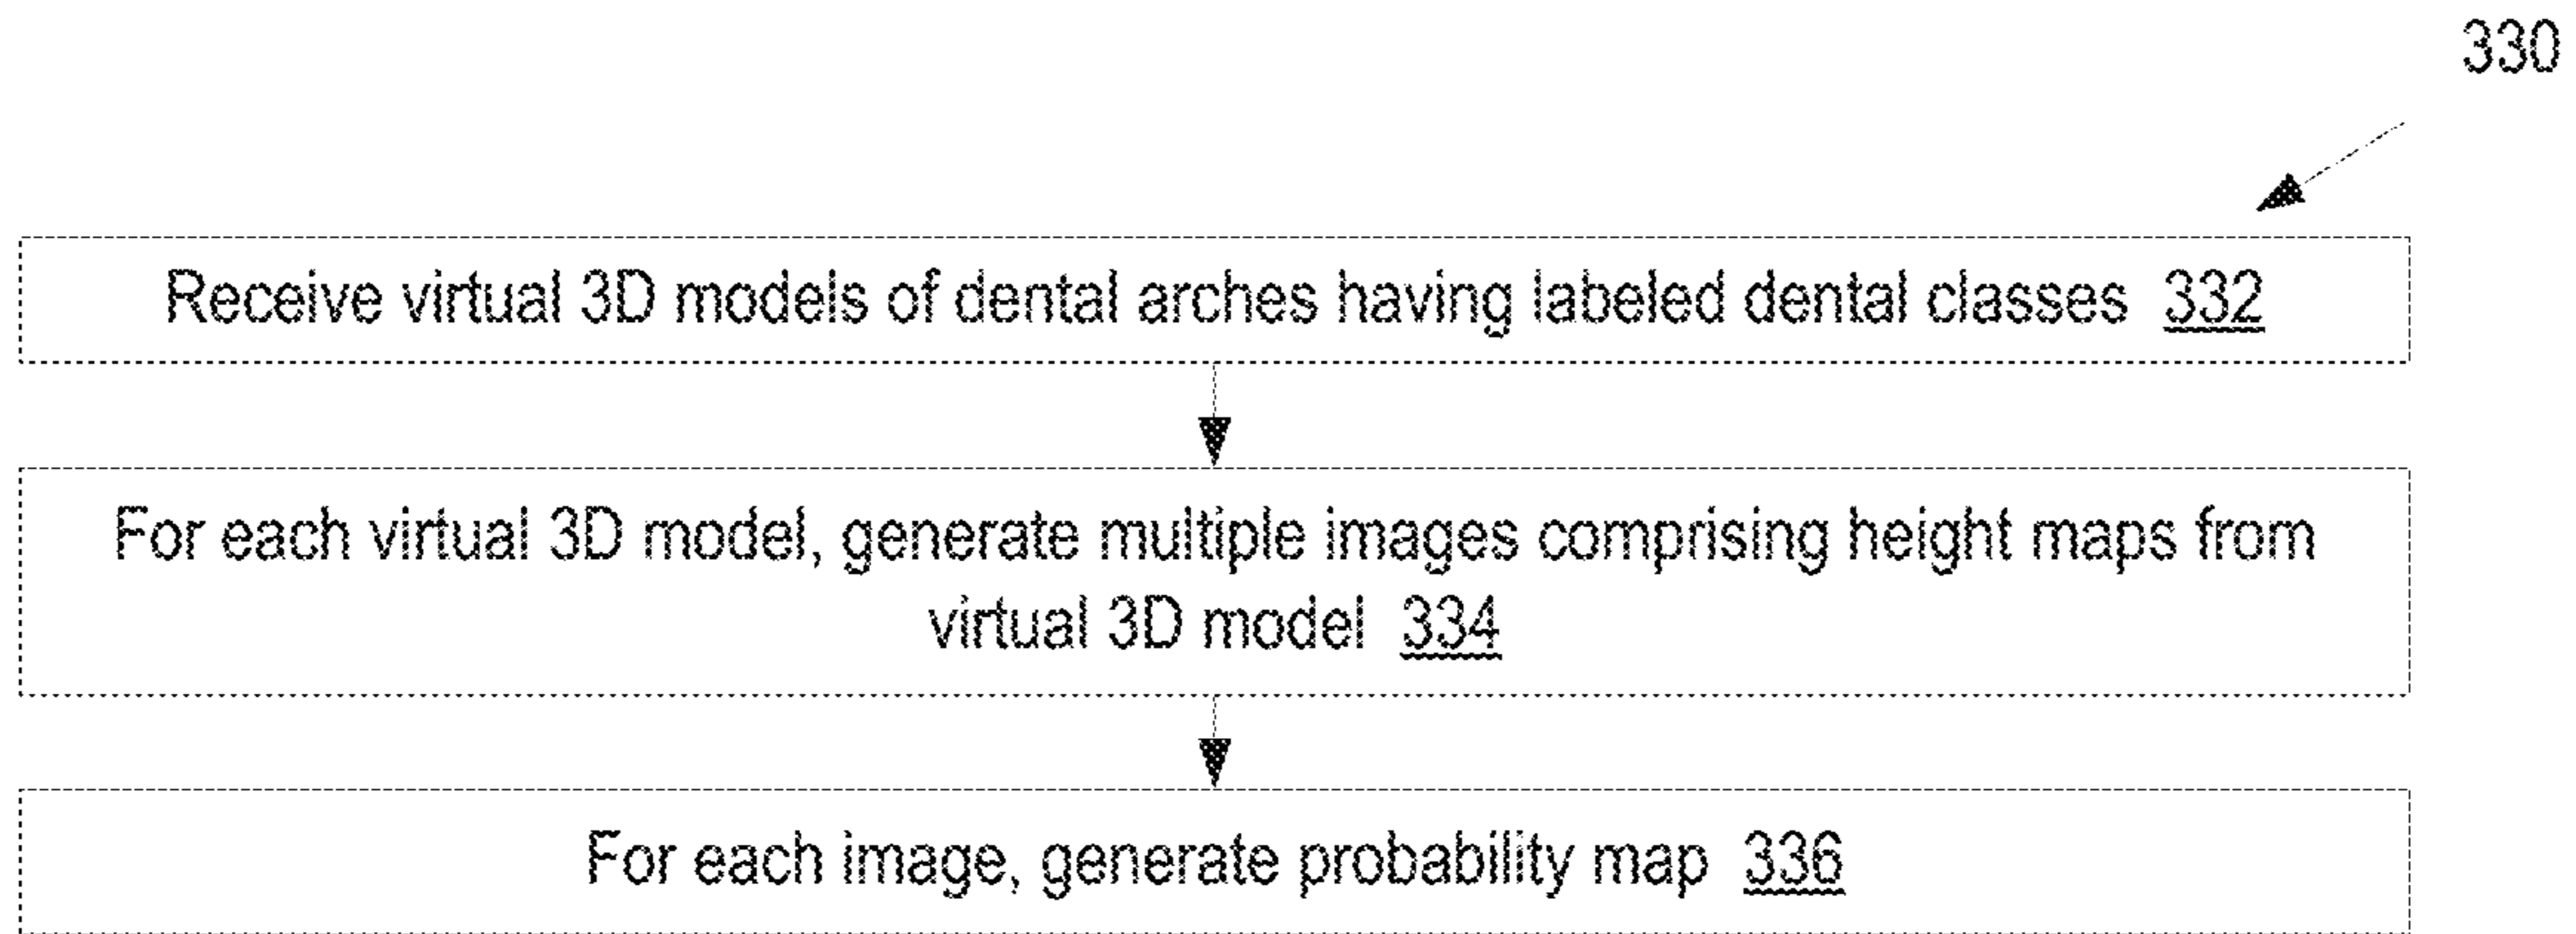 330
Receive virtual 3D models of dental arches having labeled dental classes 332
For each virtual 3D model, generate multiple images comprising height maps from
virtual 3D model 334
For each image, generate probability map 336